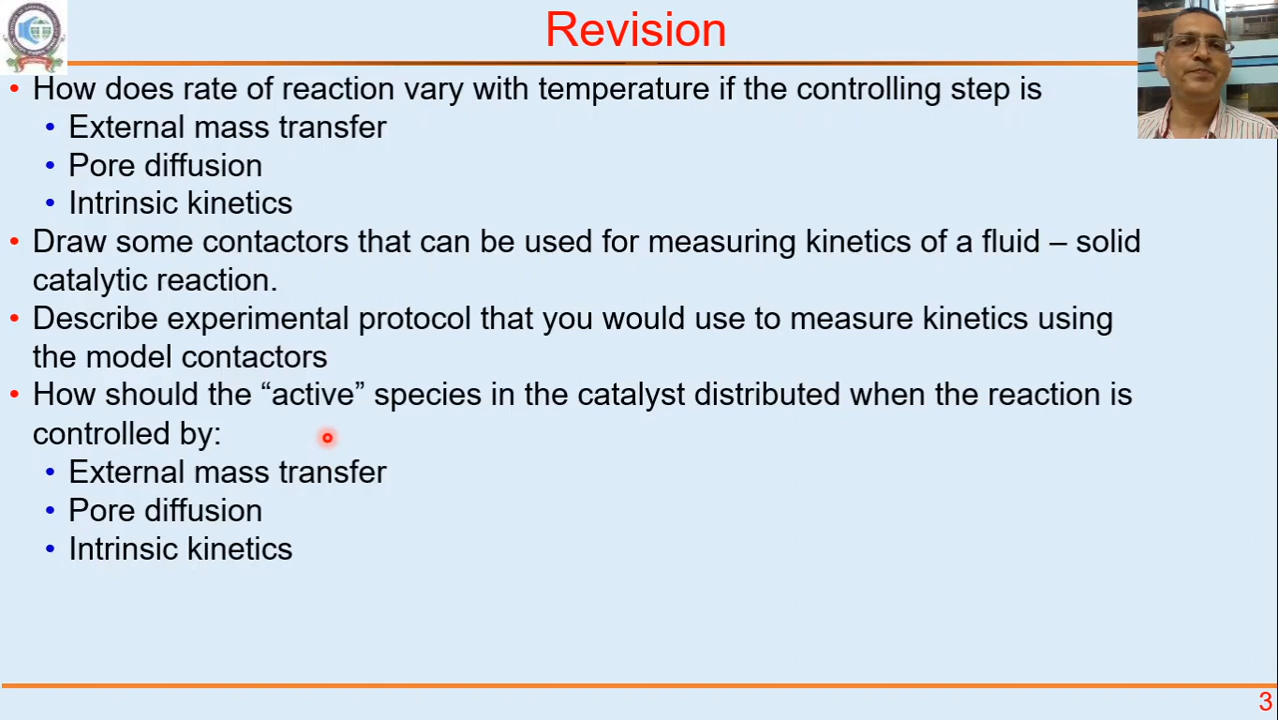 Revision
• How does rate of reaction vary with temperature if the controlling step is
• External mass transfer
• Pore diffusion
• Intrinsic kinetics
• Draw some contactors that can be used for measuring kinetics of a fluid – solid
catalytic reaction.
• Describe experimental protocol that you would use to measure kinetics using
the model contactors
• How should the “active” species in the catalyst distributed when the reaction is
controlled by:
• External mass transfer
• Pore diffusion
• Intrinsic kinetics
3